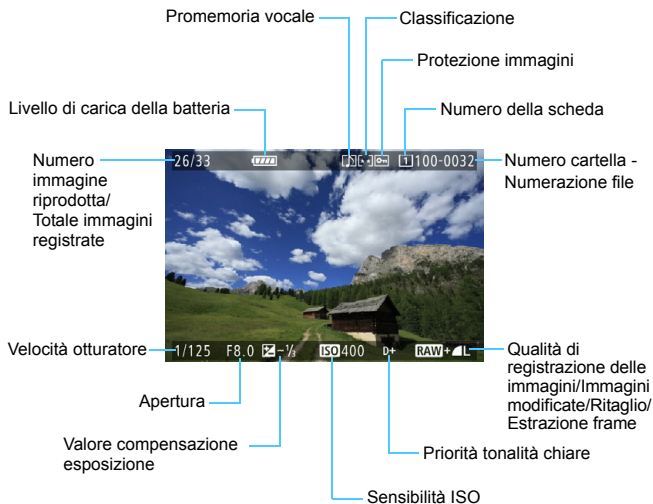 Promemoria vocale
Classificazione
Protezione immagini
Livello di carica della batteria
Numero della scheda
Numero
immagine
riprodotta/
Totale immagini
registrate
26/33
1 100-0032
Numero cartella -
Numerazione file
Velocità otturatore
1/125 F8.0 -1/3 ISO 400 D+ RAW+L
Qualità di
registrazione delle
immagini/Immagini
modificate/Ritaglio/
Estrazione frame
Apertura
Valore compensazione
esposizione
Priorità tonalità chiare
Sensibilità ISO